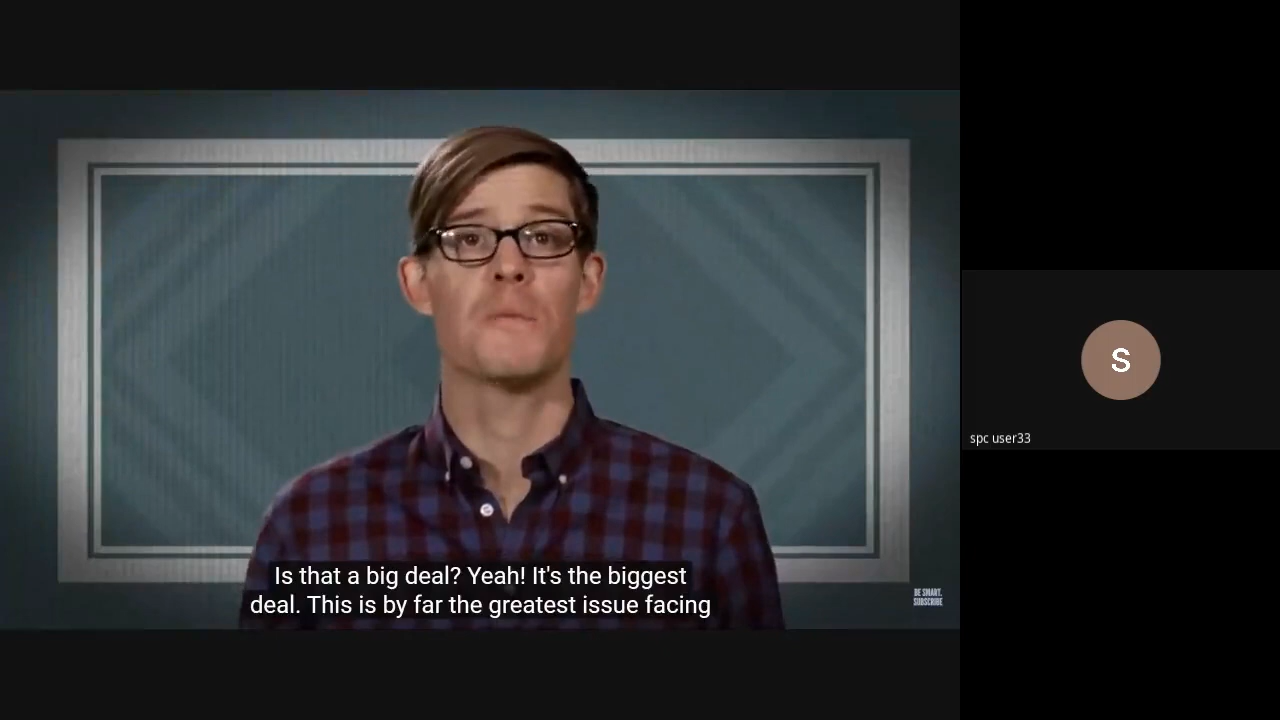 Is that a big deal? Yeah! It's the biggest
deal. This is by far the greatest issue facing
BE SMART.
SUBSCRIBE
S
spc user33